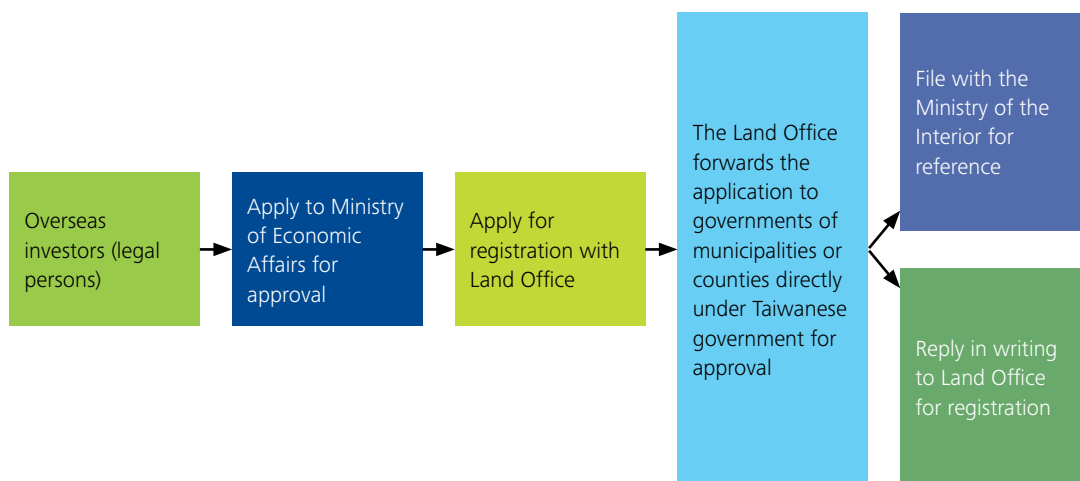 Overseas
investors (legal
persons)
Apply to Ministry
of Economic
Affairs for
approval
Apply for
registration with
Land Office
The Land Office
forwards the
application to
governments of
municipalities or
counties directly
under Taiwanese
government for
approval
File with the
Ministry of the
Interior for
reference
Reply in writing
to Land Office
for registration